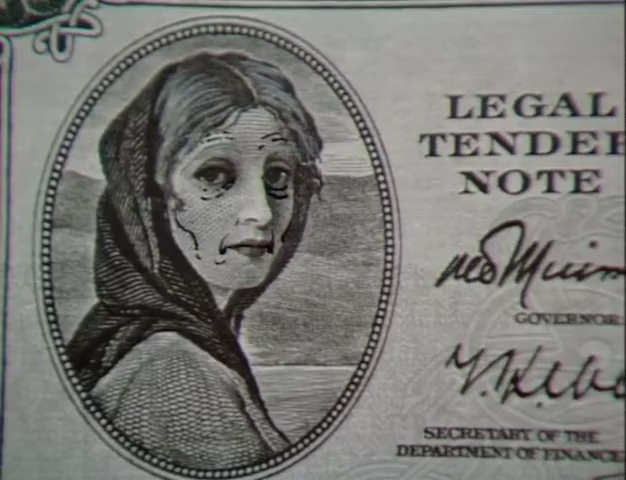 LEGAL
TENDER
NOTE
GOVERNOR
SECRETARY OF THE
DEPARTMENT OF FINANCE